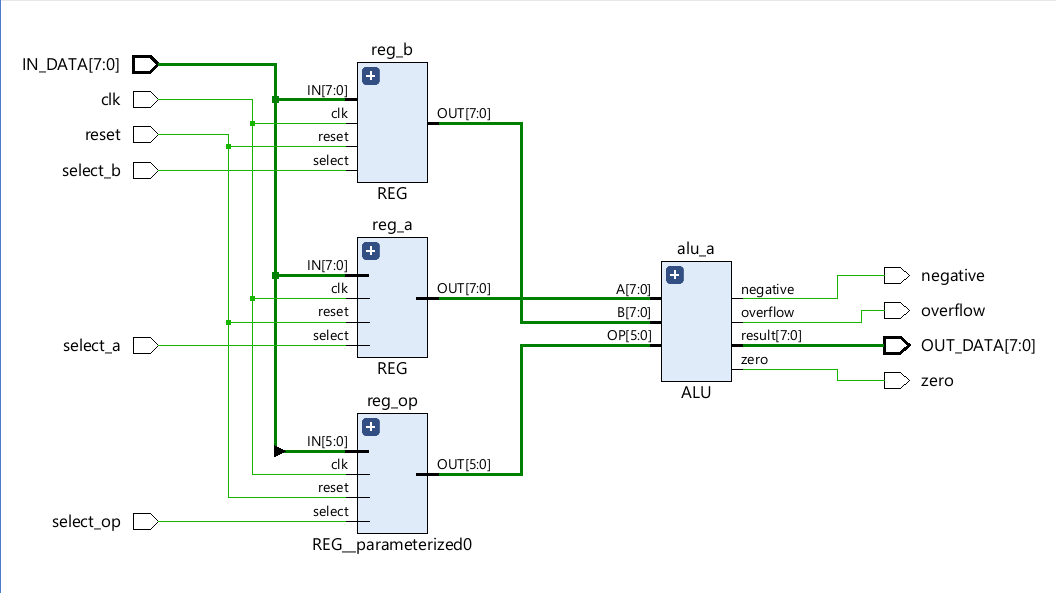 IN_DATA[7:0]
clk
reset
select_b
select_a
select_op
reg_b
IN[7:0]
clk
reset
select
OUT[7:0]
REG
reg_a
IN[7:0]
clk
reset
select
OUT[7:0]
REG
reg_op
IN[5:0]
clk
reset
select
OUT[5:0]
REG__parameterized0
alu_a
A[7:0]
B[7:0]
OP[5:0]
negative
overflow
result[7:0]
zero
ALU
negative
overflow
OUT_DATA[7:0]
zero